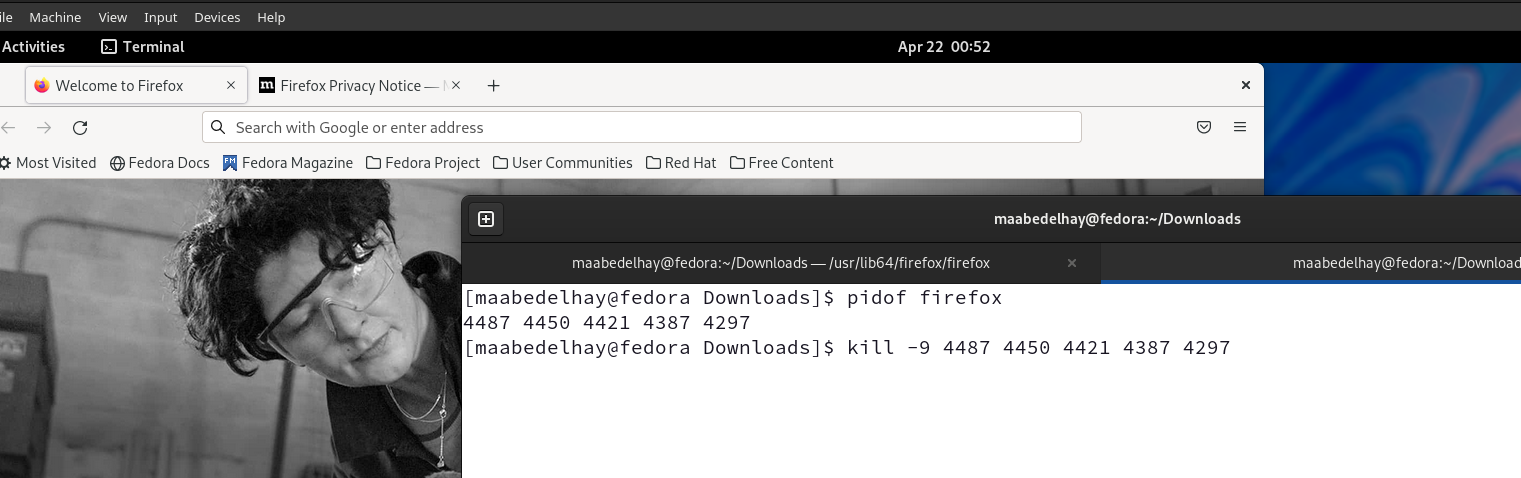 ile Machine View Input Devices Help
Activities Terminal Apr 22 00:52
Welcome to Firefox Firefox Privacy Notice —
Search with Google or enter address
Most Visited Fedora Docs Fedora Magazine Fedora Project User Communities Red Hat Free Content
maabedelhay@fedora:~/Downloads
maabedelhay@fedora:~/Downloads — /usr/lib64/firefox/firefox maabedelhay@fedora:~/Download
[maabedelhay@fedora Downloads]$ pidof firefox
4487 4450 4421 4387 4297
[maabedelhay@fedora Downloads]$ kill -9 4487 4450 4421 4387 4297